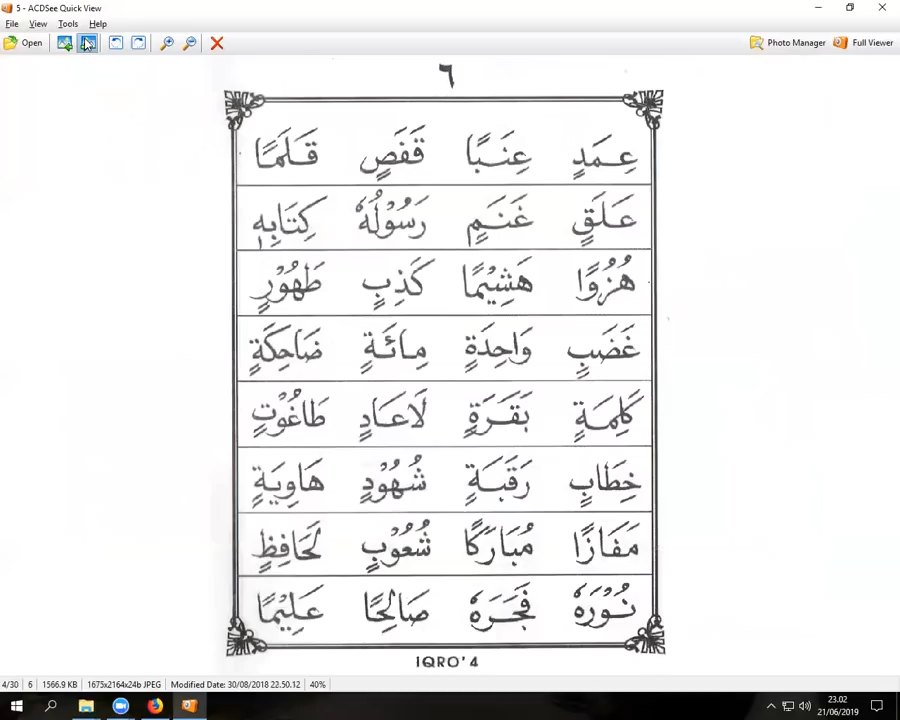 5 - ACDSee Quick View
File View Tools Help
Open Photo Manager Full Viewer
٦
عِمَدٍ عِنَبًا قَفَصٍ قَلَمًا
عَلَقٍ غَنَمٍ رَسُوْلُهٗ كِتَابِهٖ
هُزُوًا هَشِيْمًا كَذِبٍ طَهُوْرٍ
غَضَبٍ وَاحِدَةٍ مِائَةٍ ضَاحِكَةٍ
كَلِمَةٍ بَقَرَةٍ لَاعَادٍ طَاغُوْتٍ
خِطَابٍ رَقَبَةٍ شُهُوْدٍ هَاوِيَةٍ
مَفَازًا مُبَارَكًا شُعُوْبٍ لَحَافِظٍ
نُوْرَهٗ فَجَرَهٗ صَالِحًا عَلِيْمًا
IQRO'4
4/30 6 1566.9 KB 1675x2164x24b JPEG Modified Date: 30/08/2018 22.50.12 40%
23.02
21/06/2019